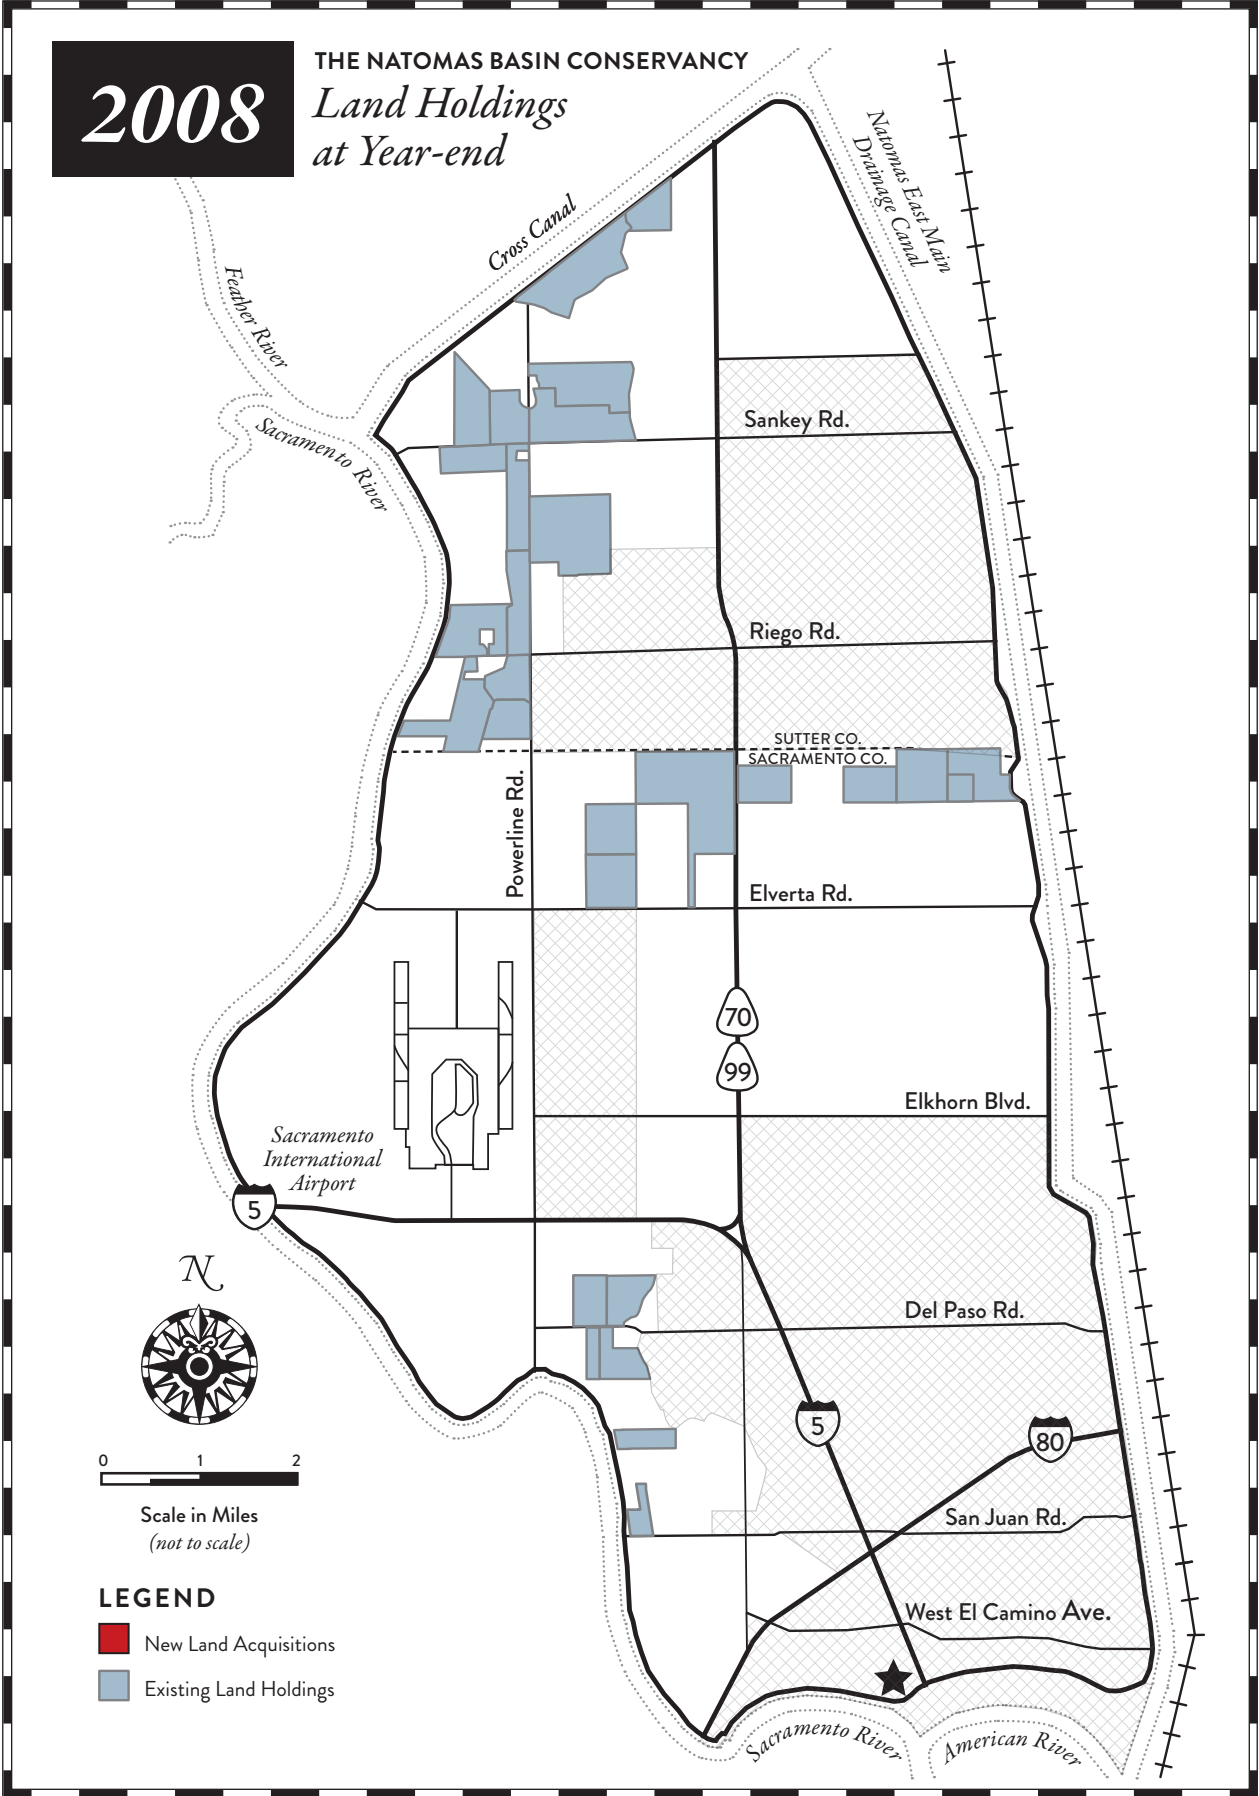 2008
THE NATOMAS BASIN CONSERVANCY
Land Holdings
at Year-end
Natomas East Main
Drainage Canal
Cross Canal
Feather River
Sacramento River
Sankey Rd.
Riego Rd.
SUTTER CO.
SACRAMENTO CO.
Powerline Rd.
Elverta Rd.
70
99
Elkhorn Blvd.
Sacramento
International
Airport
5
N
Del Paso Rd.
5
80
0 1 2
Scale in Miles
(not to scale)
San Juan Rd.
LEGEND
New Land Acquisitions
Existing Land Holdings
West El Camino Ave.
Sacramento River
American River